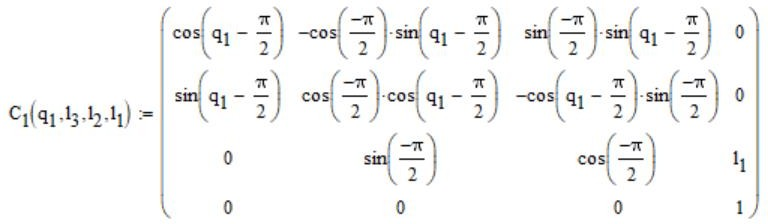 C₁(q₁,l₃,l₂,l₁) := 
cos(q₁ − π/2) −cos(−π/2)·sin(q₁ − π/2) sin(−π/2)·sin(q₁ − π/2) 0
sin(q₁ − π/2) cos(−π/2)·cos(q₁ − π/2) −cos(q₁ − π/2)·sin(−π/2) 0
0 sin(−π/2) cos(−π/2) l₁
0 0 0 1